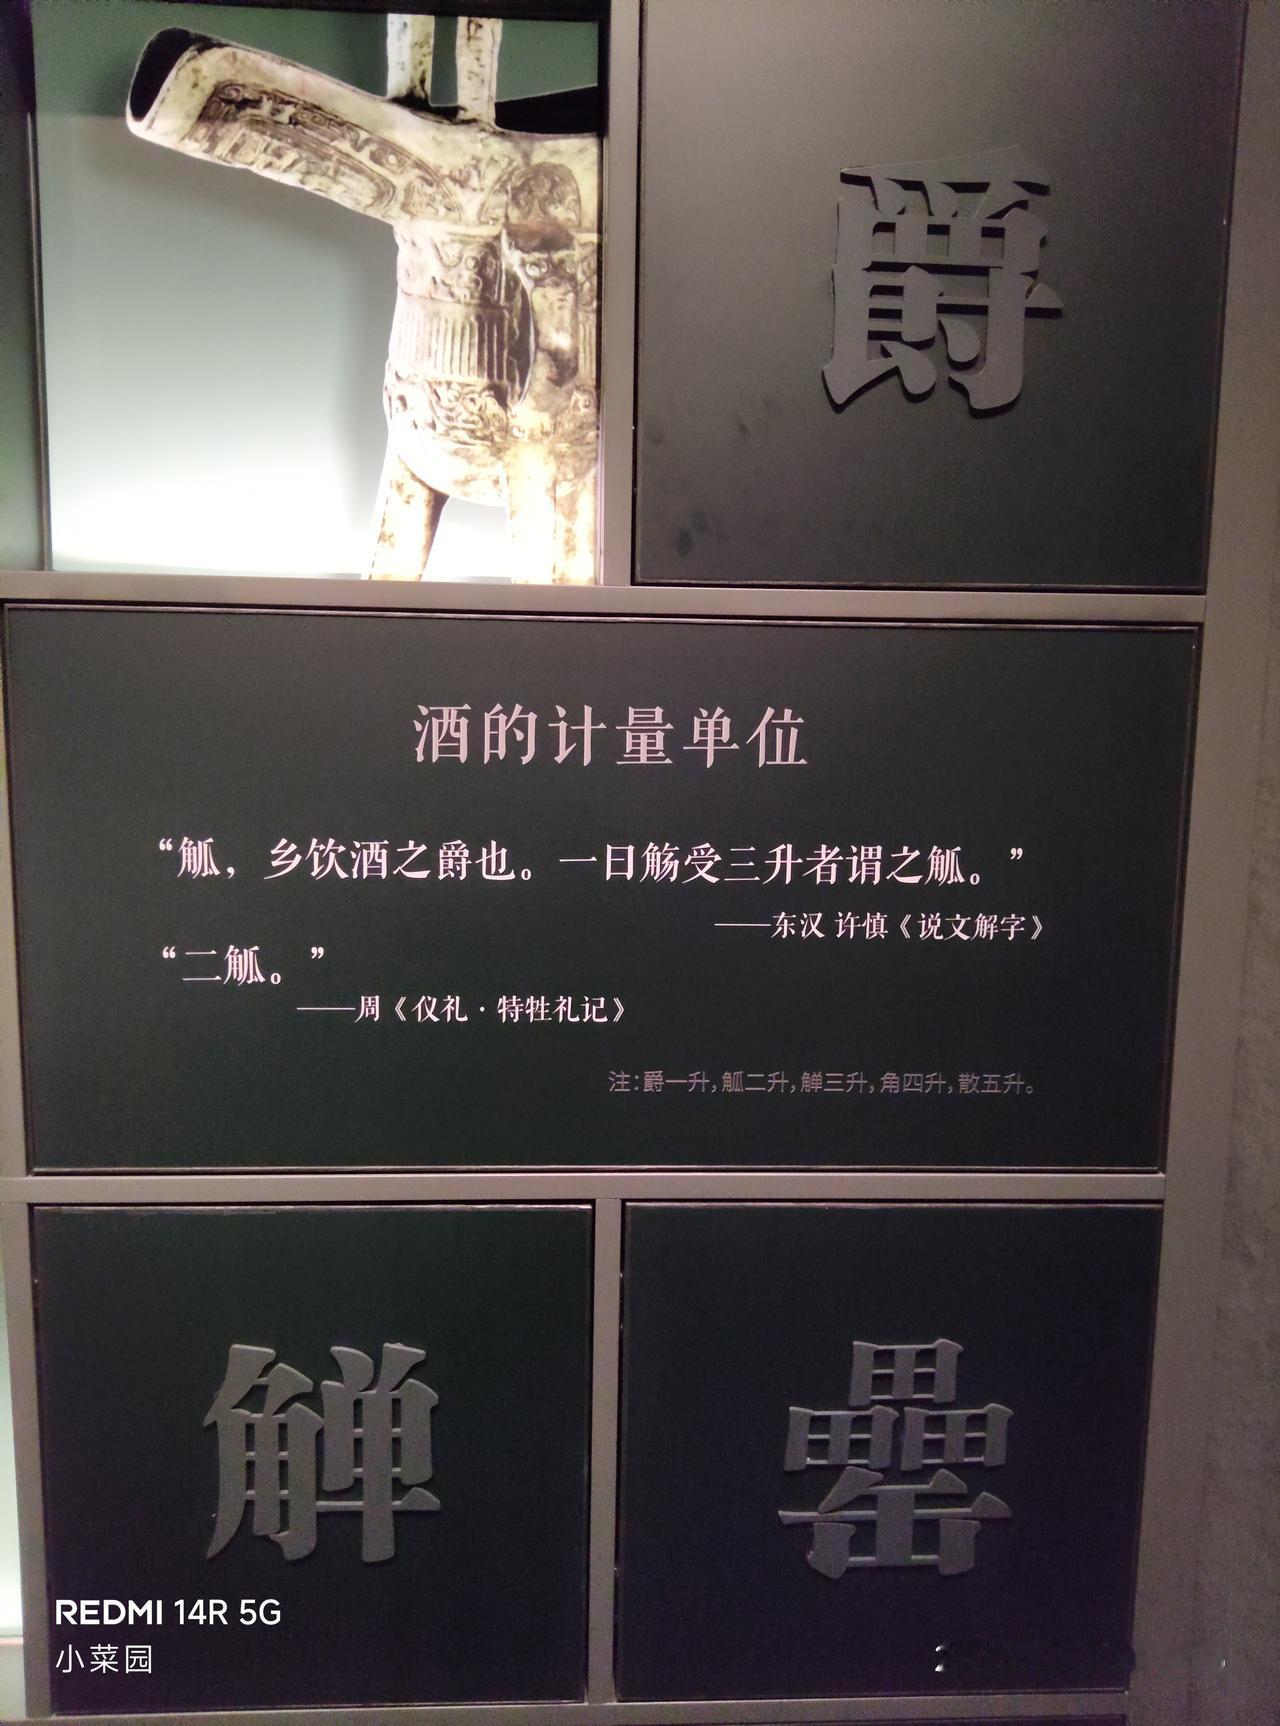 爵
酒的计量单位
“觚，乡饮酒之爵也。一日觞受三升者谓之觚。”
——东汉 许慎《说文解字》
“二觚。”
——周《仪礼·特牲礼记》
注：爵一升，觚二升，觯三升，角四升，散五升。
觯
罍
REDMI 14R 5G
小菜园